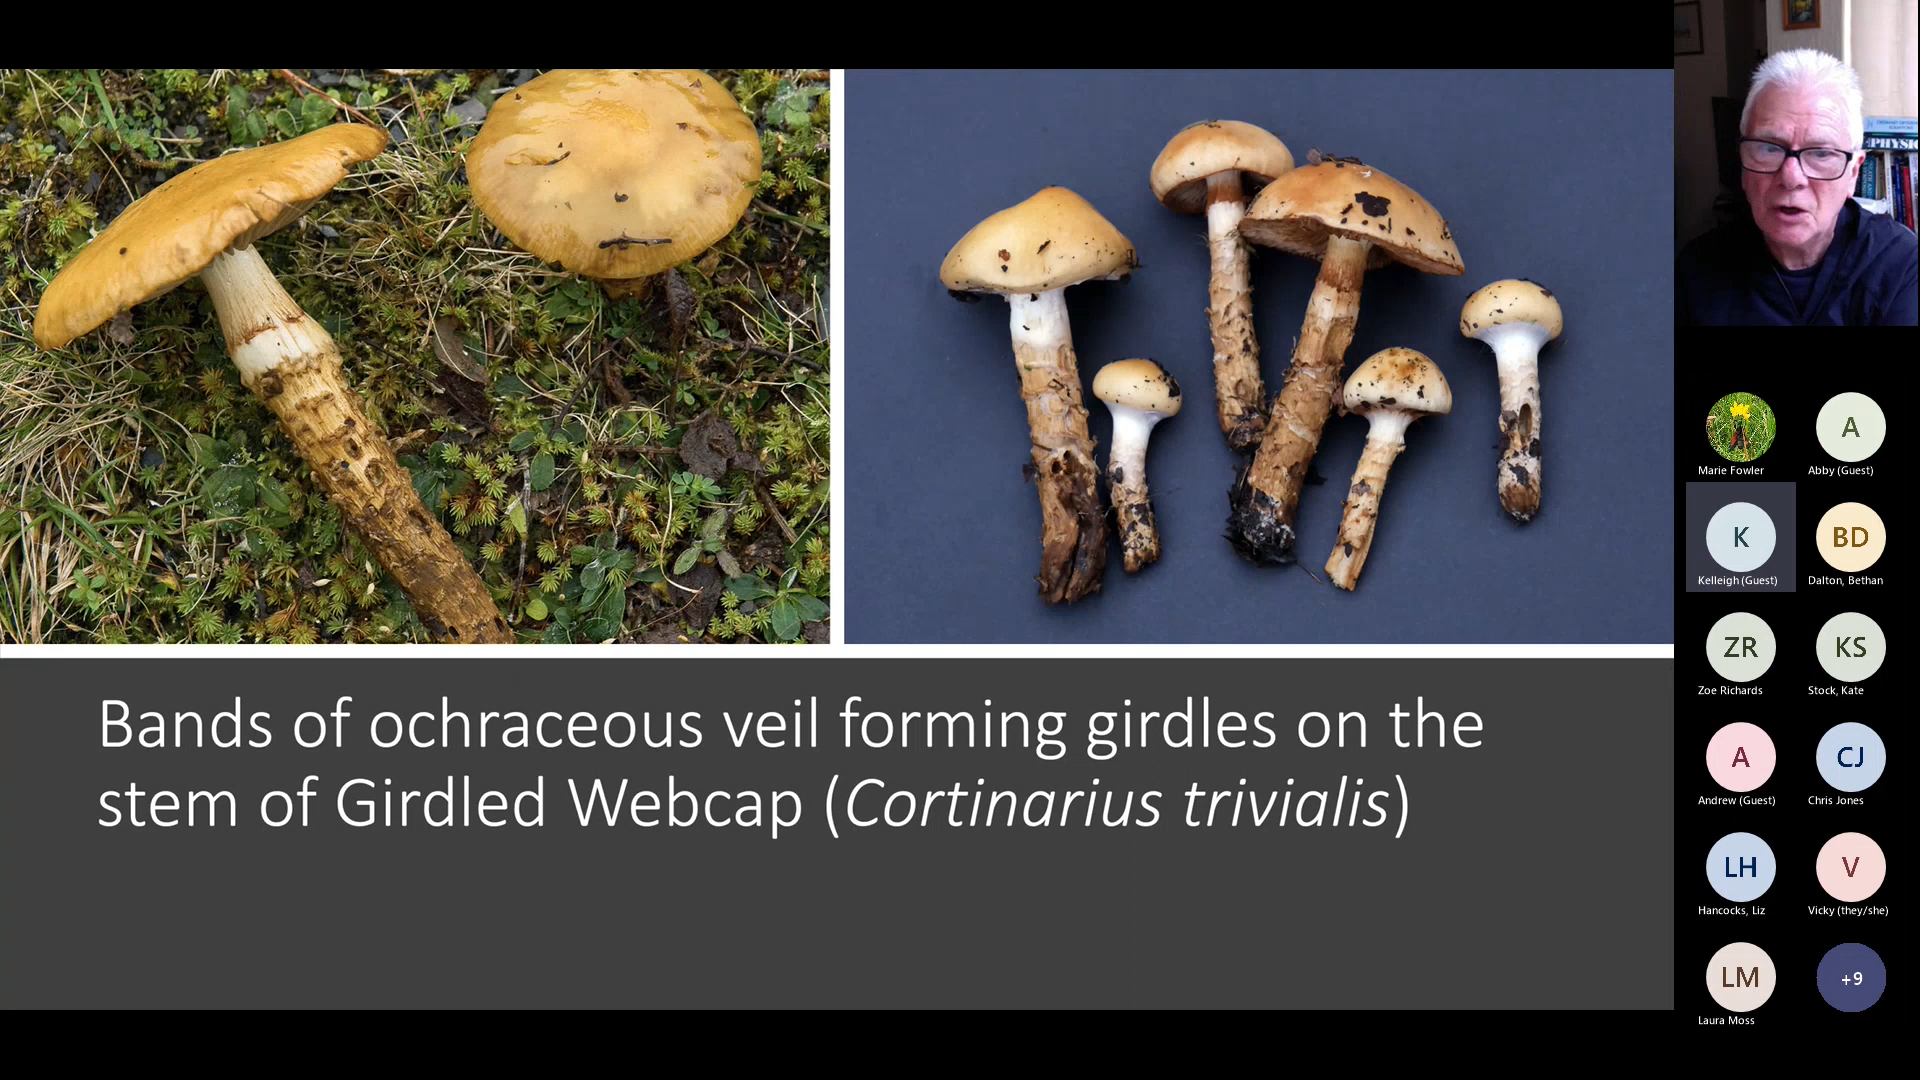 Bands of ochraceous veil forming girdles on the
stem of Girdled Webcap (Cortinarius trivialis)
Marie Fowler
A
Abby (Guest)
K
Kelleigh (Guest)
BD
Dalton, Bethan
ZR
Zoe Richards
KS
Stock, Kate
A
Andrew (Guest)
CJ
Chris Jones
LH
Hancocks, Liz
V
Vicky (they/she)
LM
Laura Moss
+9